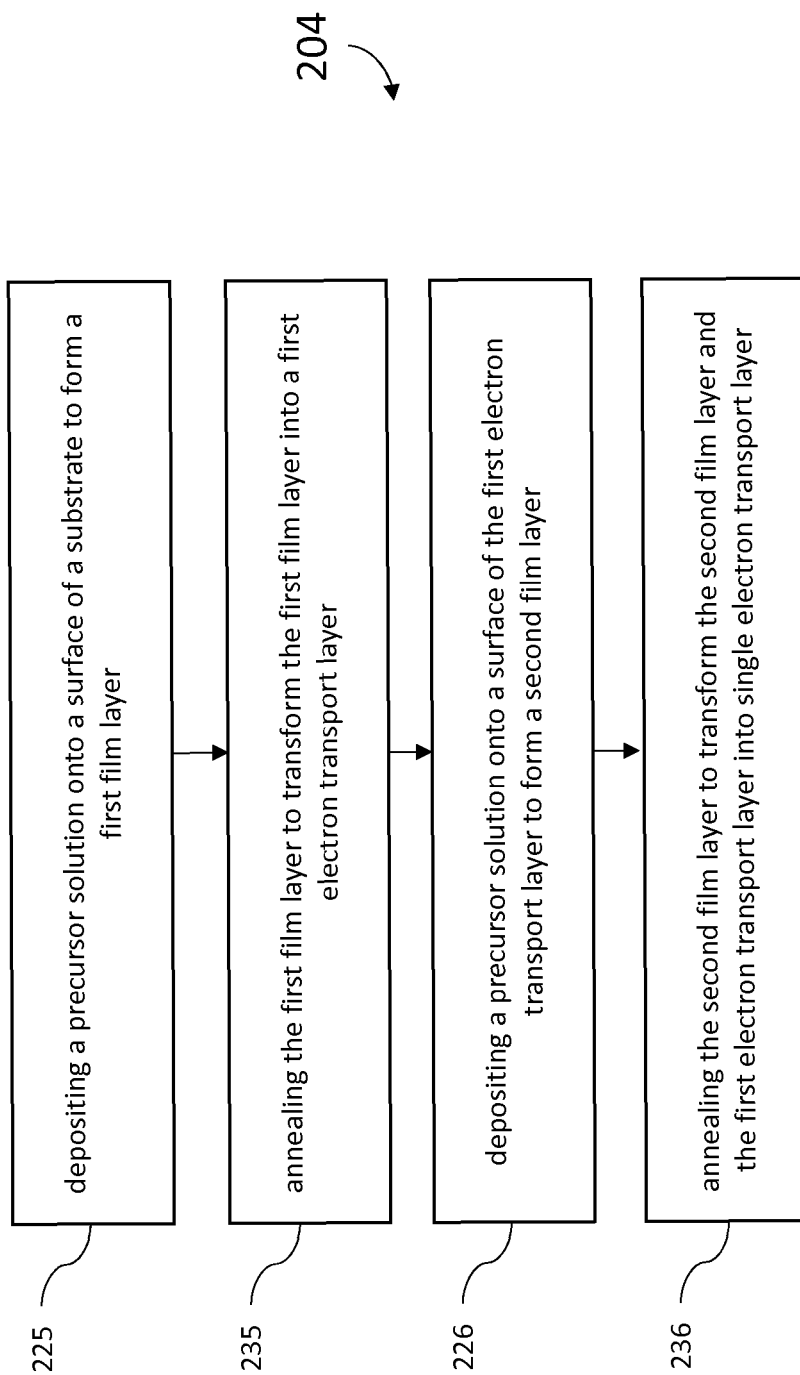 204
225
depositing a precursor solution onto a surface of a substrate to form a
first film layer
235
annealing the first film layer to transform the first film layer into a first
electron transport layer
226
depositing a precursor solution onto a surface of the first electron
transport layer to form a second film layer
236
annealing the second film layer to transform the second film layer and
the first electron transport layer into single electron transport layer